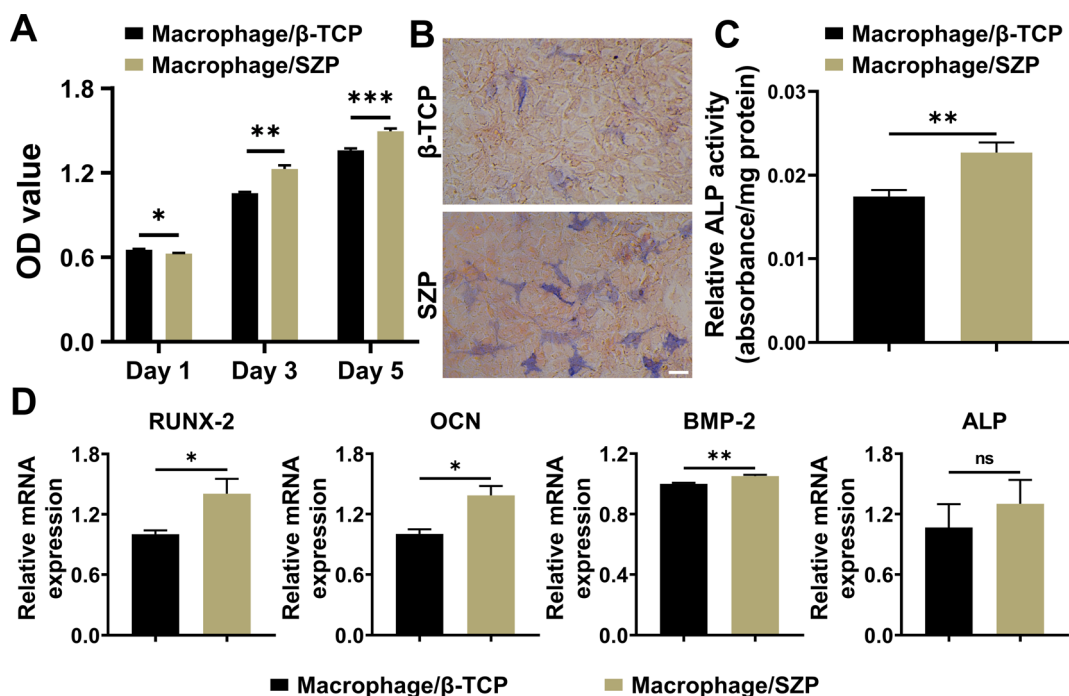 A
Macrophage/β-TCP
Macrophage/SZP
OD value
1.8
1.2
0.6
0.0
*
**
***
Day 1
Day 3
Day 5
B
β-TCP
SZP
C
Macrophage/β-TCP
Macrophage/SZP
Relative ALP activity
(absorbance/mg protein)
0.03
0.02
0.01
0.00
**
D
RUNX-2
Relative mRNA
expression
1.8
1.2
0.6
0.0
*
OCN
Relative mRNA
expression
1.8
1.2
0.6
0.0
*
BMP-2
Relative mRNA
expression
1.2
0.8
0.4
0.0
**
ALP
Relative mRNA
expression
1.8
1.2
0.6
0.0
ns
Macrophage/β-TCP
Macrophage/SZP